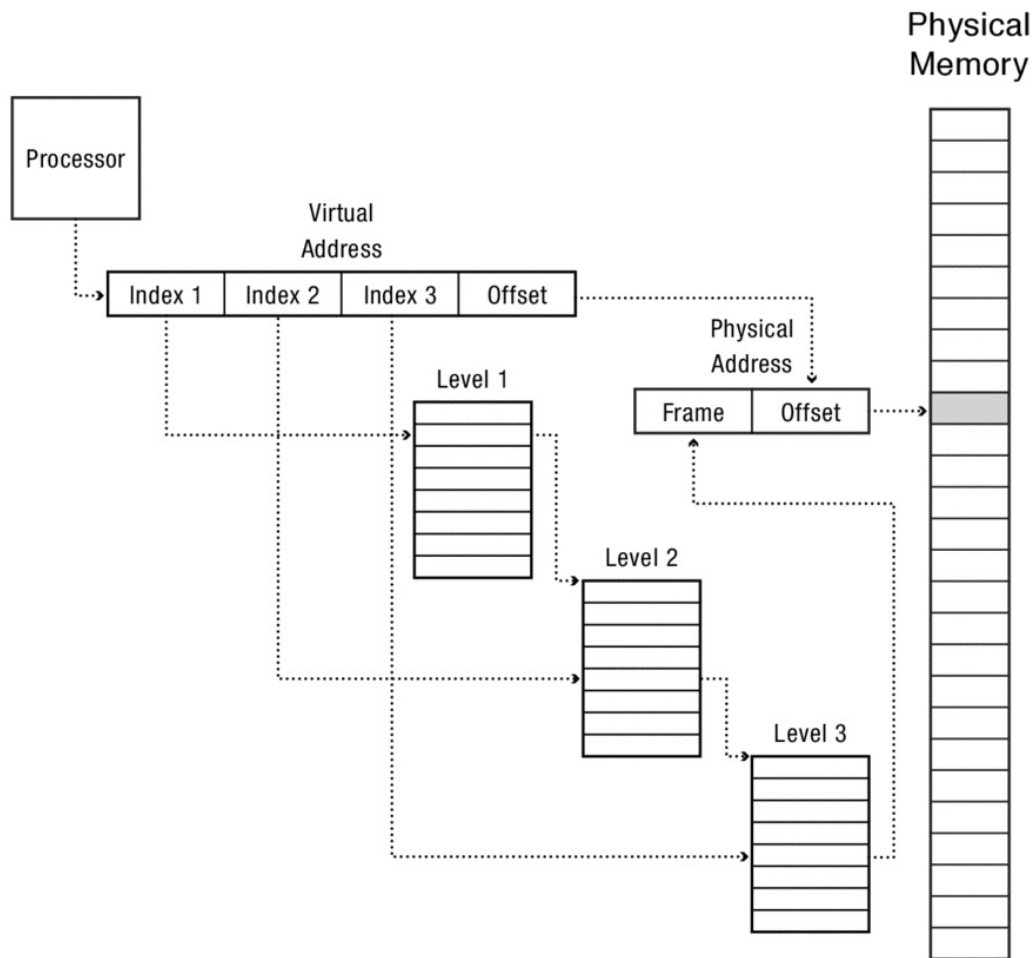 Physical
Memory
Processor
Virtual
Address
Index 1
Index 2
Index 3
Offset
Physical
Address
Level 1
Frame
Offset
Level 2
Level 3